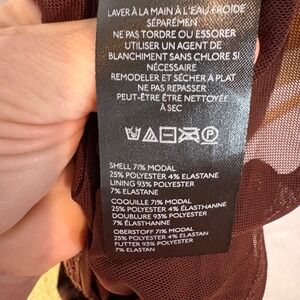 LAVER À LA MAIN À L'EAU FROIDE
SÉPARÉMEN
NE PAS TORDRE OU ESSORER
UTILISER UN AGENT DE
BLANCHIMENT SANS CHLORE SI
NÉCESSAIRE
REMODELER ET SÉCHER À PLAT
NE PAS REPASSER
PEUT-ÊTRE ÊTRE NETTOYÉE
À SEC
SHELL 71% MODAL
25% POLYESTER 4% ELASTANE
LINING 93% POLYESTER
7% ELASTANE
COQUILLE 71% MODAL
25% POLYESTER 4% ÉLASTHANNE
DOUBLURE 93% POLYESTER
7% ÉLASTHANNE
OBERSTOFF 71% MODAL
25% POLYESTER 4% ELASTAN
FUTTER 93% POLYESTER
7% ELASTAN